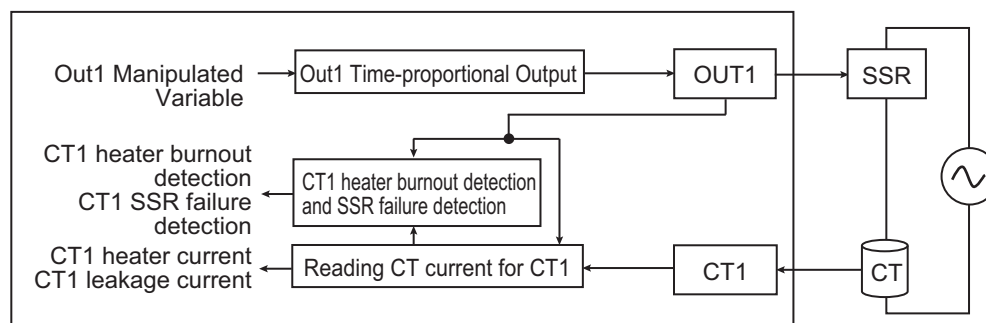 Out1 Manipulated
Variable
Out1 Time-proportional Output
OUT1
SSR
CT1 heater burnout
detection
CT1 SSR failure
detection
CT1 heater burnout detection
and SSR failure detection
CT1 heater current
CT1 leakage current
Reading CT current for CT1
CT1
CT